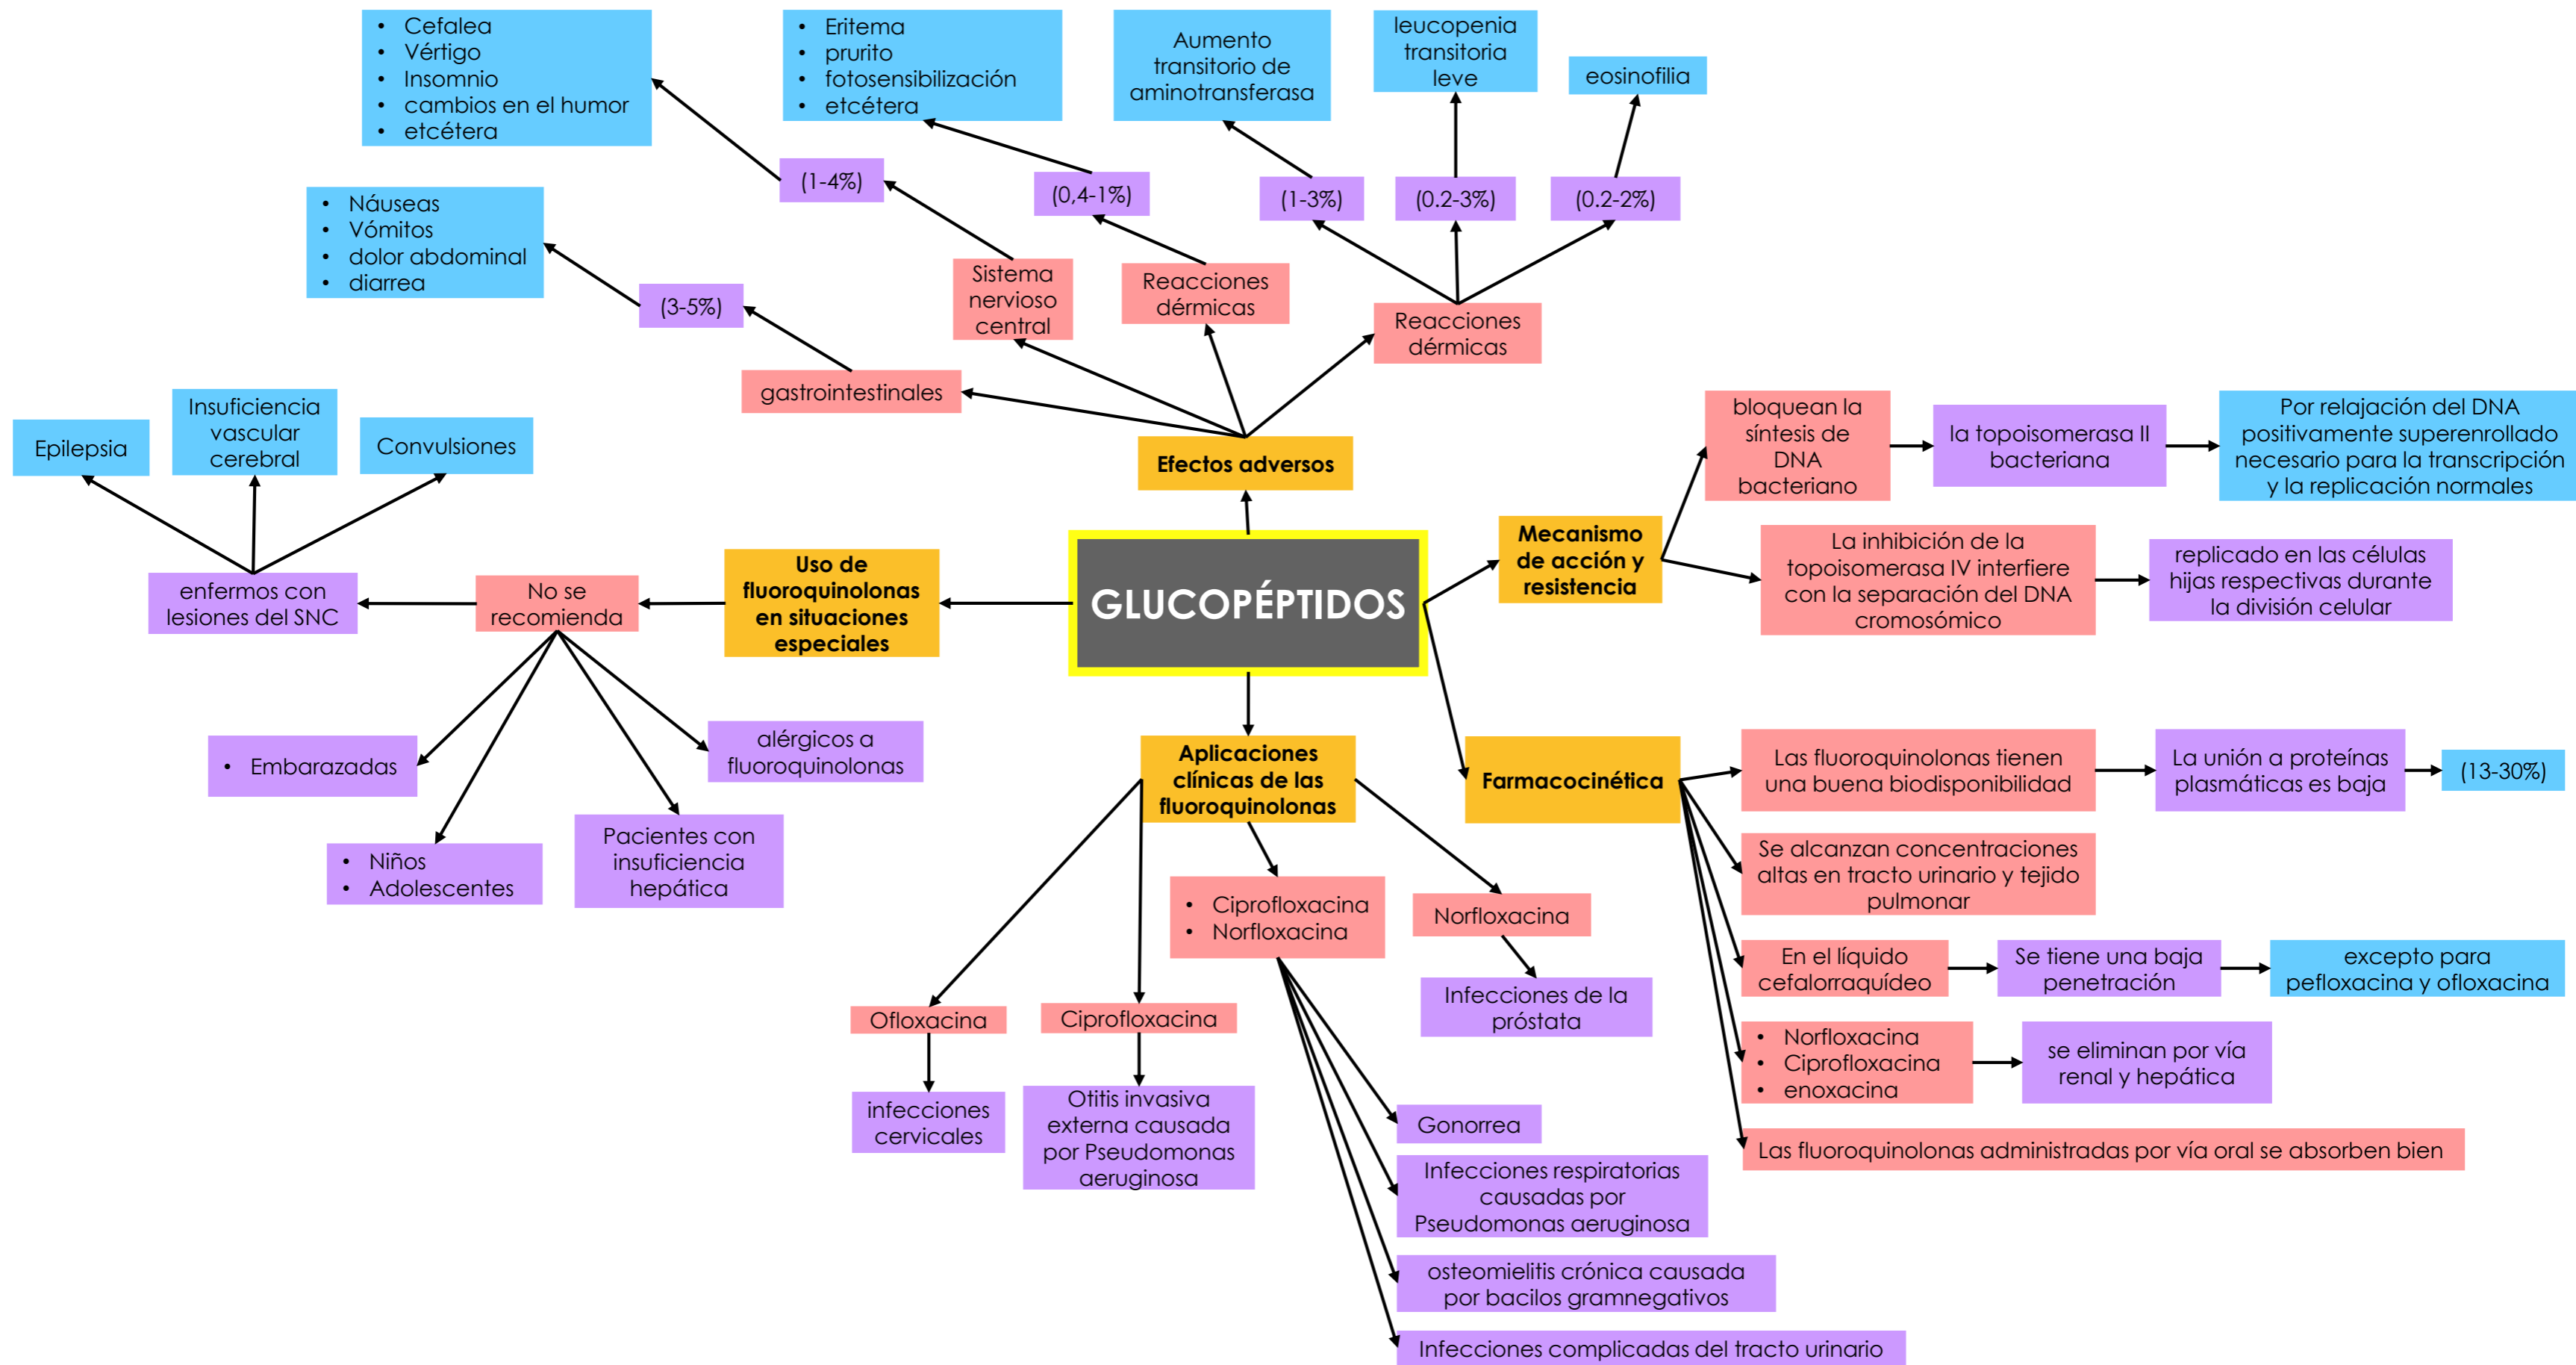 • Cefalea
• Vértigo
• Insomnio
• cambios en el humor
• etcétera
• Eritema
• prurito
• fotosensibilización
• etcétera
Aumento
transitorio de
aminotransferasa
leucopenia
transitoria
leve
eosinofilia
(1-4%)
(0,4-1%)
(1-3%)
(0.2-3%)
(0.2-2%)
• Náuseas
• Vómitos
• dolor abdominal
• diarrea
(3-5%)
Sistema
nervioso
central
Reacciones
dérmicas
Reacciones
dérmicas
gastrointestinales
Efectos adversos
Epilepsia
Insuficiencia
vascular
cerebral
Convulsiones
enfermos con
lesiones del SNC
No se
recomienda
Uso de
fluoroquinolonas
en situaciones
especiales
GLUCOPÉPTIDOS
Mecanismo
de acción y
resistencia
bloquean la
síntesis de
DNA
bacteriano
la topoisomerasa II
bacteriana
Por relajación del DNA
positivamente superenrollado
necesario para la transcripción
y la replicación normales
La inhibición de la
topoisomerasa IV interfiere
con la separación del DNA
cromosómico
replicado en las células
hijas respectivas durante
la división celular
• Embarazadas
alérgicos a
fluoroquinolonas
• Niños
• Adolescentes
Pacientes con
insuficiencia
hepática
Aplicaciones
clínicas de las
fluoroquinolonas
Farmacocinética
Las fluoroquinolonas tienen
una buena biodisponibilidad
La unión a proteínas
plasmáticas es baja
(13-30%)
Se alcanzan concentraciones
altas en tracto urinario y tejido
pulmonar
En el líquido
cefalorraquídeo
Se tiene una baja
penetración
excepto para
pefloxacina y ofloxacina
• Norfloxacina
• Ciprofloxacina
• enoxacina
se eliminan por vía
renal y hepática
Las fluoroquinolonas administradas por vía oral se absorben bien
• Ciprofloxacina
• Norfloxacina
Norfloxacina
Infecciones de la
próstata
Ofloxacina
Ciprofloxacina
infecciones
cervicales
Otitis invasiva
externa causada
por Pseudomonas
aeruginosa
Gonorrea
Infecciones respiratorias
causadas por
Pseudomonas aeruginosa
osteomielitis crónica causada
por bacilos gramnegativos
Infecciones complicadas del tracto urinario